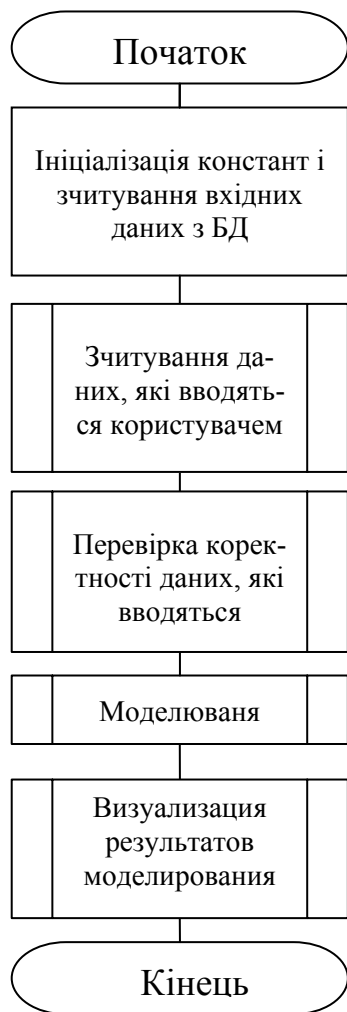 Початок
Ініціалізація констант і
зчитування вхідних
даних з БД
Зчитування да-
них, які вводять-
ся користувачем
Перевірка корек-
тності даних, які
вводяться
Моделюваня
Визуализация
результатов
моделирования
Кінець